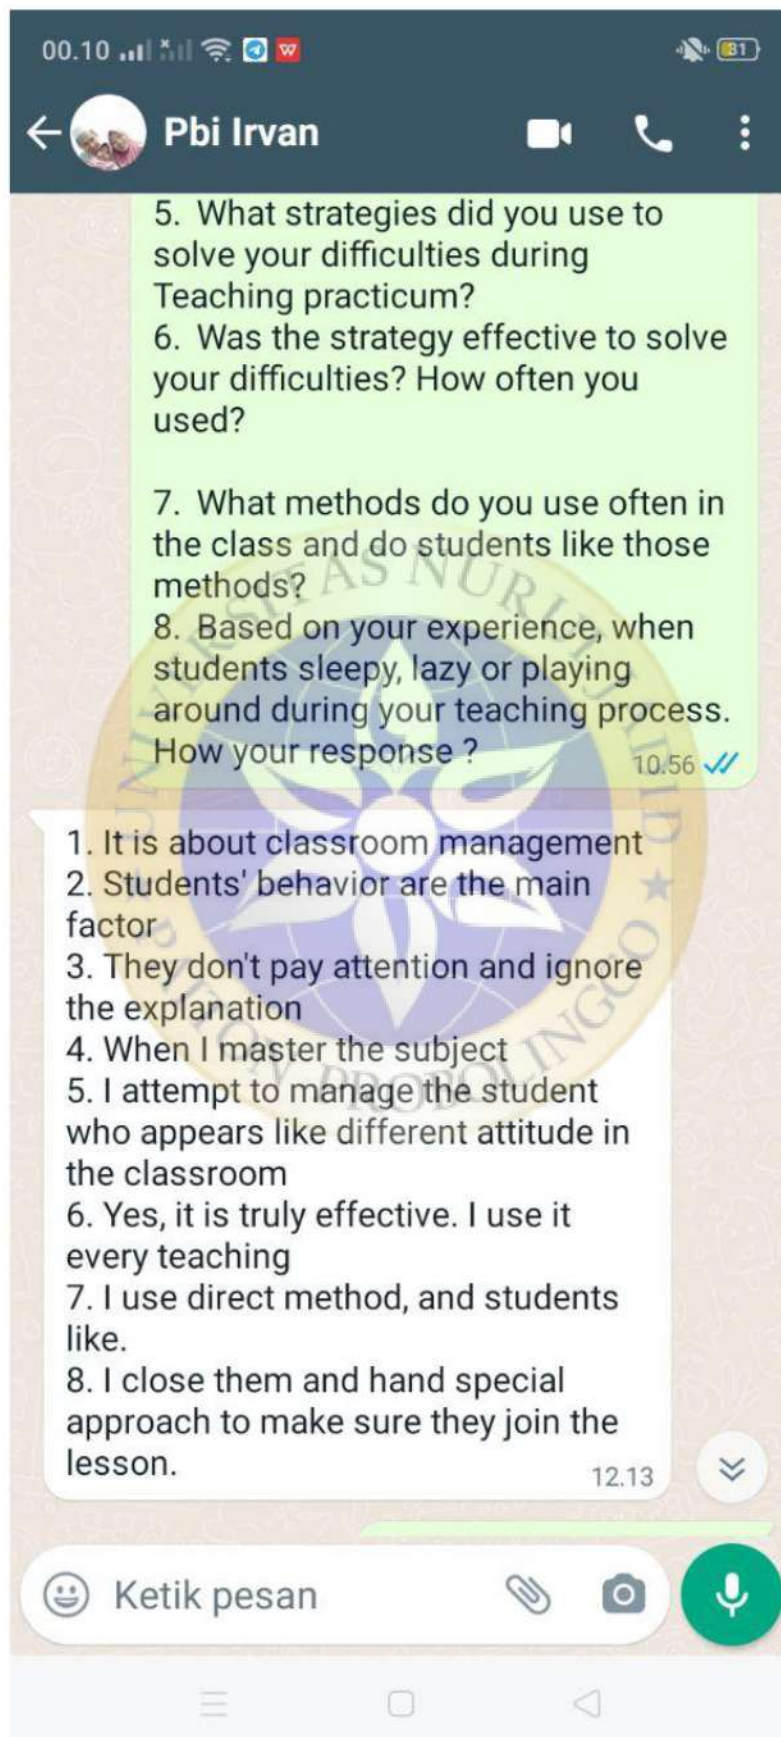 00.10
31
Pbi Irvan
5. What strategies did you use to
solve your difficulties during
Teaching practicum?
6. Was the strategy effective to solve
your difficulties? How often you
used?
7. What methods do you use often in
the class and do students like those
methods?
8. Based on your experience, when
students sleepy, lazy or playing
around during your teaching process.
How your response ?
10.56
1. It is about classroom management
2. Students' behavior are the main
factor
3. They don't pay attention and ignore
the explanation
4. When I master the subject
5. I attempt to manage the student
who appears like different attitude in
the classroom
6. Yes, it is truly effective. I use it
every teaching
7. I use direct method, and students
like.
8. I close them and hand special
approach to make sure they join the
lesson.
12.13
Ketik pesan
UNIVERSITAS NURUL JADID
PAITON PROBOLINGGO